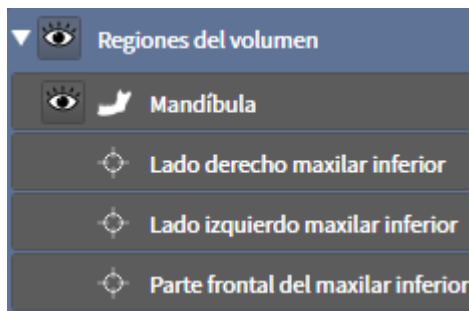 Regiones del volumen
Mandíbula
Lado derecho maxilar inferior
Lado izquierdo maxilar inferior
Parte frontal del maxilar inferior